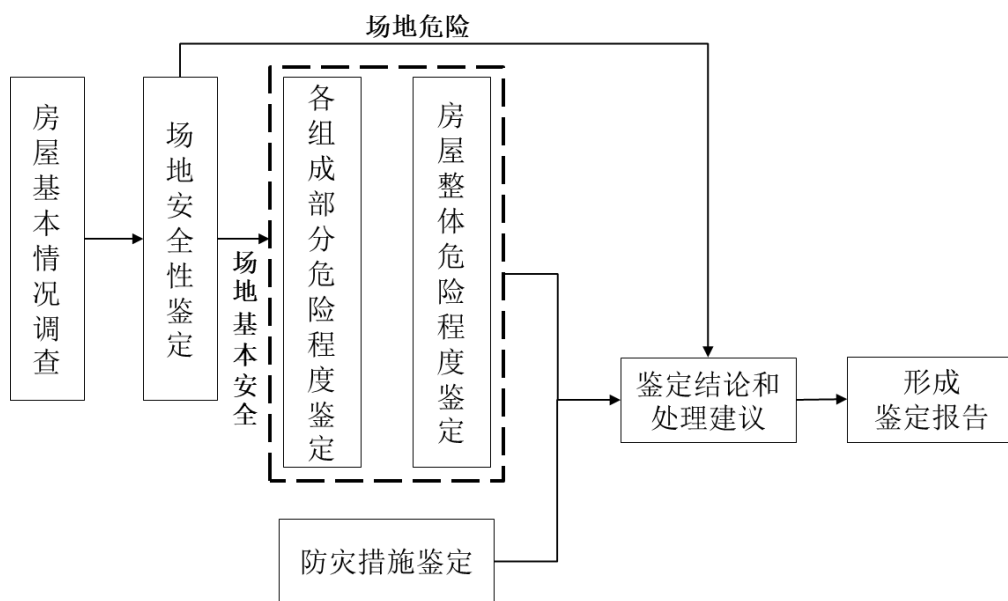 场地危险
房屋基本情况调查
场地安全性鉴定
场地基本安全
各组成部分危险程度鉴定
房屋整体危险程度鉴定
防灾措施鉴定
鉴定结论和
处理建议
形成
鉴定报告